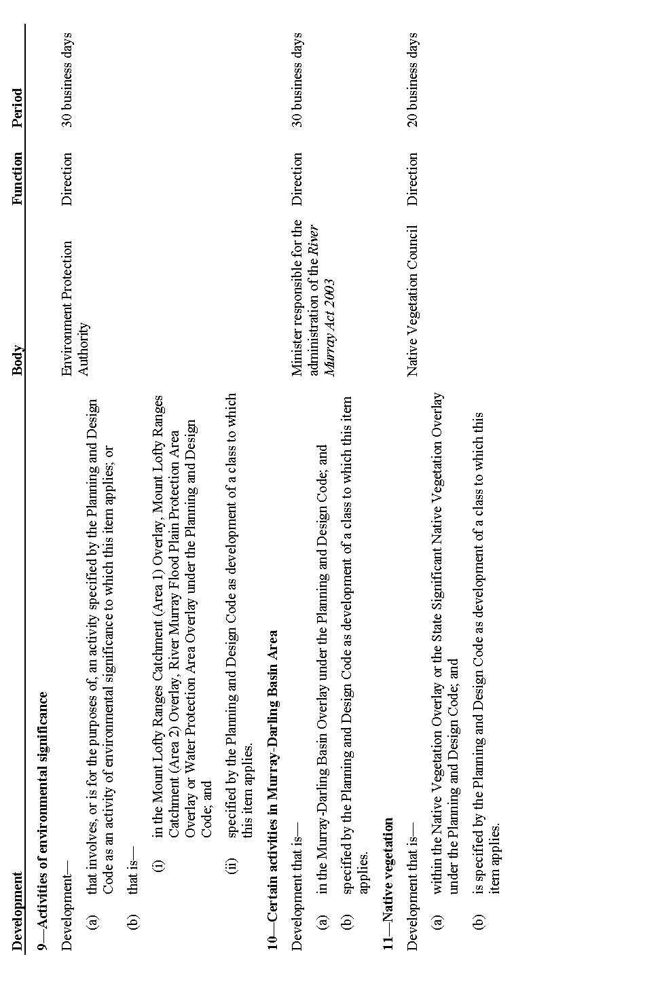 Development Body Function Period
9—Activities of environmental significance
Development— Environment Protection Direction 30 business days
Authority
(a) that involves, or is for the purposes of, an activity specified by the Planning and Design
Code as an activity of environmental significance to which this item applies; or
(b) that is—
(i) in the Mount Lofty Ranges Catchment (Area 1) Overlay, Mount Lofty Ranges
Catchment (Area 2) Overlay, River Murray Flood Plain Protection Area
Overlay or Water Protection Area Overlay under the Planning and Design
Code; and
(ii) specified by the Planning and Design Code as development of a class to which
this item applies.
10—Certain activities in Murray-Darling Basin Area
Development that is— Minister responsible for the Direction 30 business days
administration of the River
Murray Act 2003
(a) in the Murray-Darling Basin Overlay under the Planning and Design Code; and
(b) specified by the Planning and Design Code as development of a class to which this item
applies.
11—Native vegetation
Development that is— Native Vegetation Council Direction 20 business days
(a) within the Native Vegetation Overlay or the State Significant Native Vegetation Overlay
under the Planning and Design Code; and
(b) is specified by the Planning and Design Code as development of a class to which this
item applies.